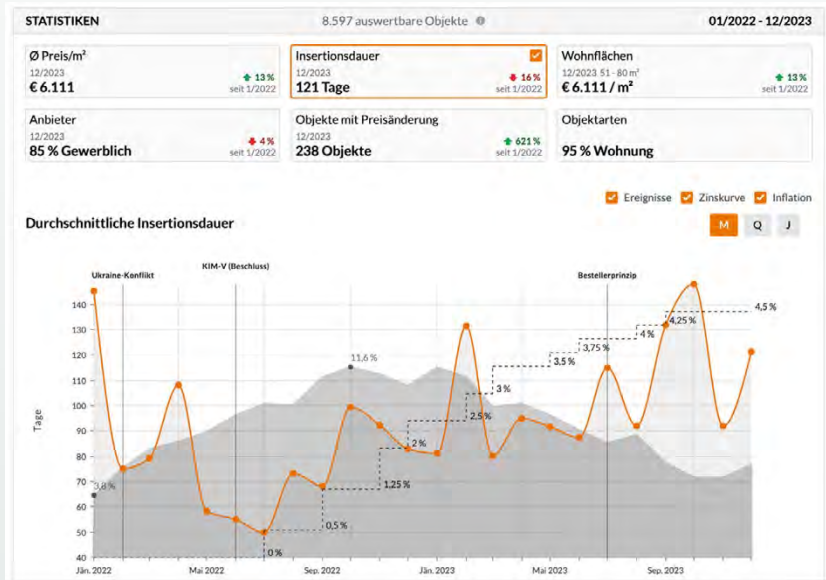 STATISTIKEN 8.597 auswertbare Objekte 01/2022 - 12/2023
Ø Preis/m²
12/2023
€ 6.111
13 %
seit 1/2022
Insertionsdauer
12/2023
121 Tage
16 %
seit 1/2022
Wohnflächen
12/2023 51 - 80 m²
€ 6.111 / m²
13 %
seit 1/2022
Anbieter
12/2023
85 % Gewerblich
4 %
seit 1/2022
Objekte mit Preisänderung
12/2023
238 Objekte
621 %
seit 1/2022
Objektarten
95 % Wohnung
Ereignisse Zinskurve Inflation
Durchschnittliche Insertionsdauer
M Q J
Ukraine-Konflikt
KIM-V (Beschluss)
Bestellerprinzip
Tage
140
130
120
110
100
90
80
70
60
50
40
3,8 %
11,6 %
0 %
0,5 %
1,25 %
2 %
2.5 %
3 %
3.5 %
3,75 %
4 %
4,25 %
4,5 %
Jän. 2022 Mai 2022 Sep. 2022 Jän. 2023 Mai 2023 Sep. 2023